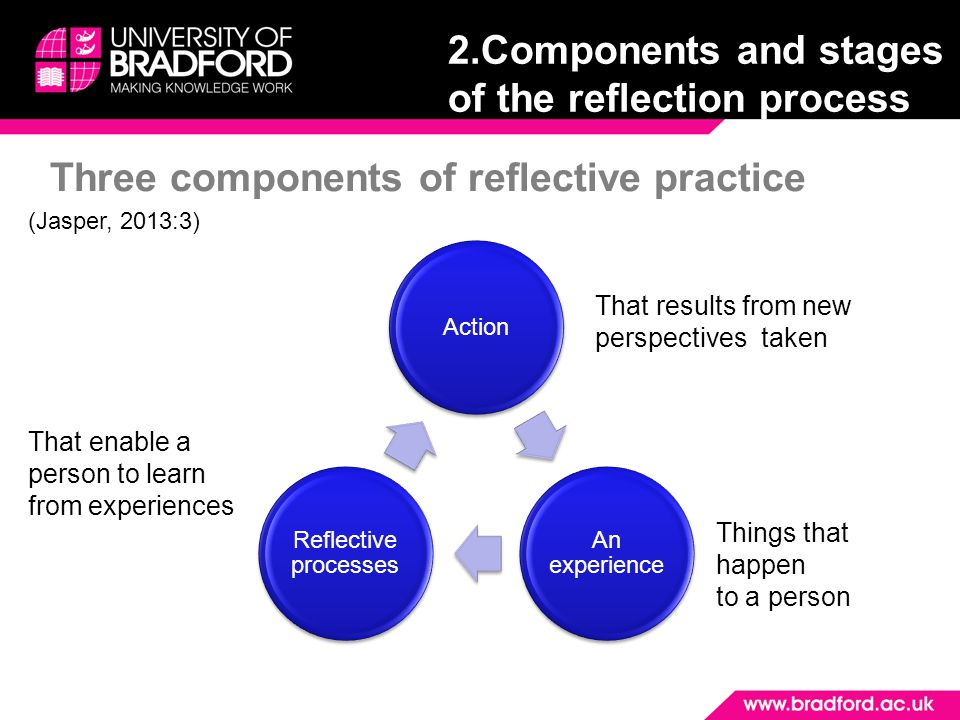 UNIVERSITY OF
BRADFORD
MAKING KNOWLEDGE WORK
2.Components and stages
of the reflection process
Three components of reflective practice
(Jasper, 2013:3)
Action
That results from new
perspectives taken
That enable a
person to learn
from experiences
Reflective
processes
An
experience
Things that
happen
to a person
www.bradford.ac.uk